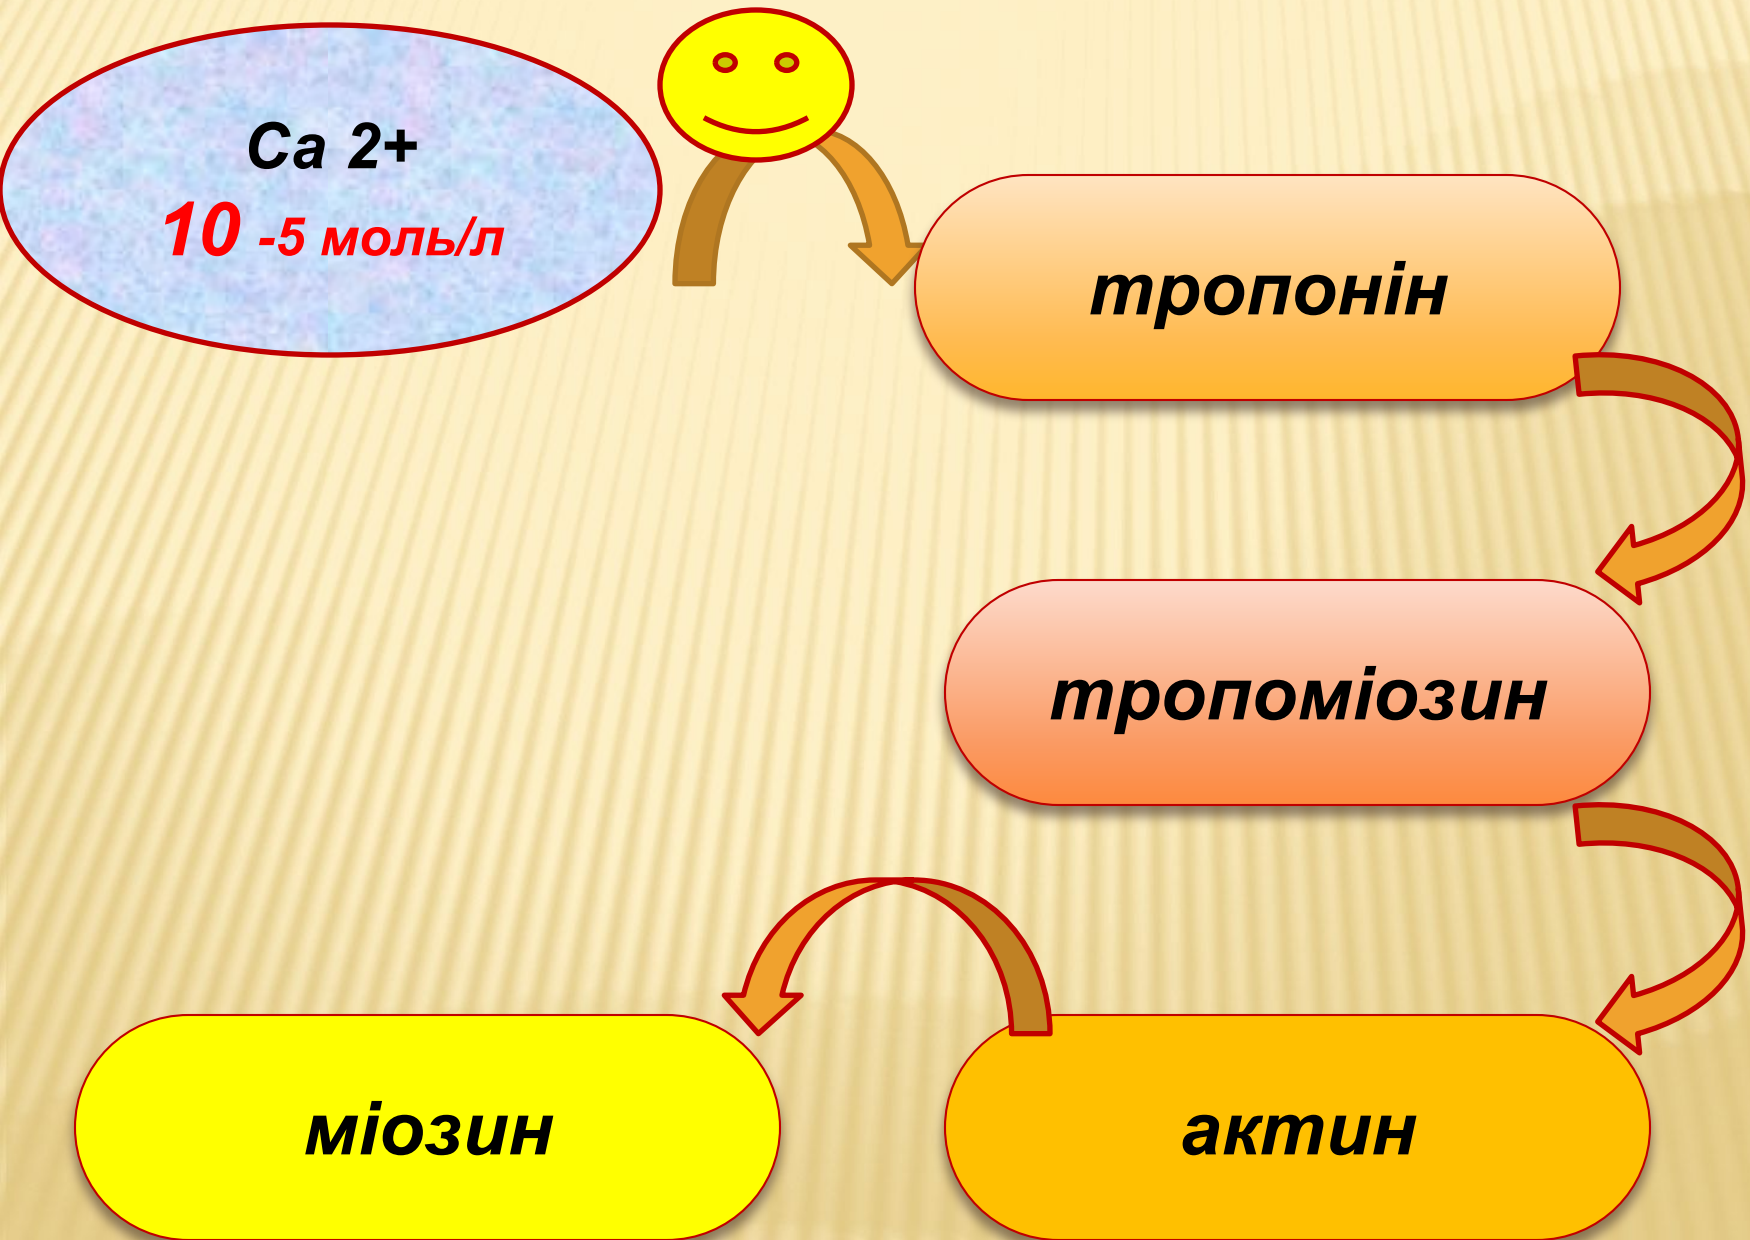 Са 2+
10 -5 моль/л
тропонін
тропоміозин
міозин
актин